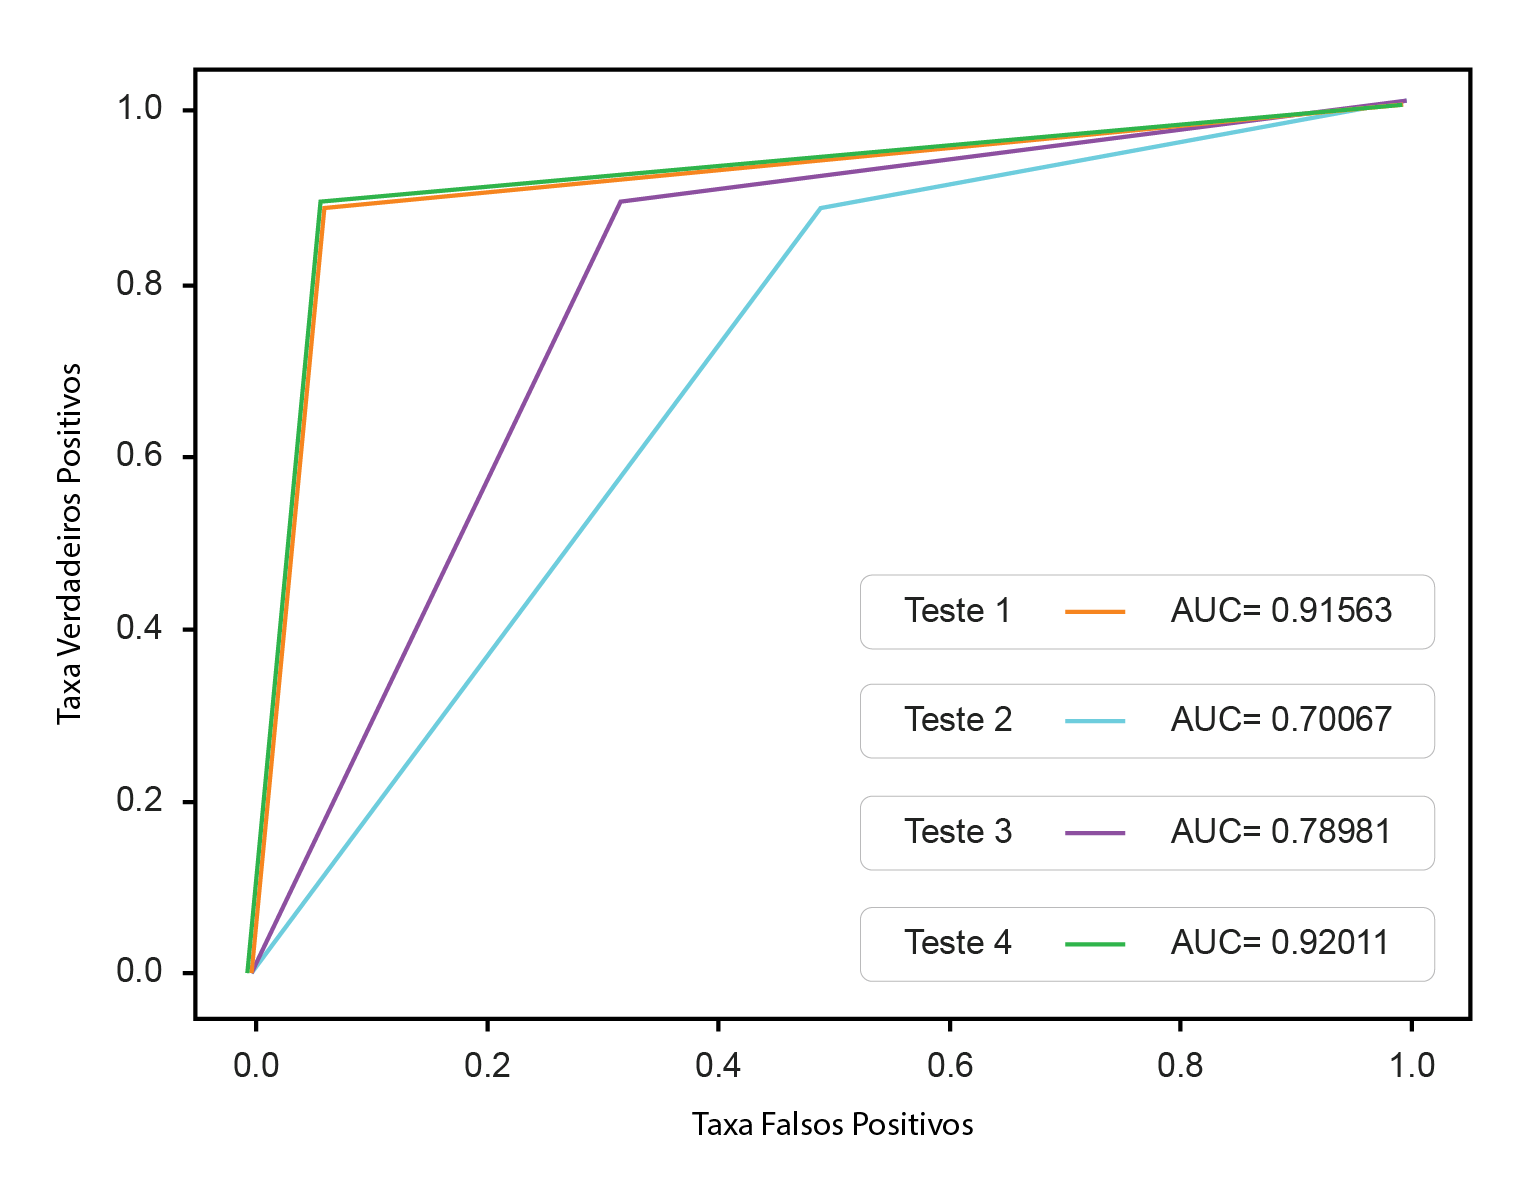 1.0
0.8
0.6
0.4
0.2
0.0
Taxa Verdadeiros Positivos
Teste 1 AUC= 0.91563
Teste 2 AUC= 0.70067
Teste 3 AUC= 0.78981
Teste 4 AUC= 0.92011
0.0 0.2 0.4 0.6 0.8 1.0
Taxa Falsos Positivos